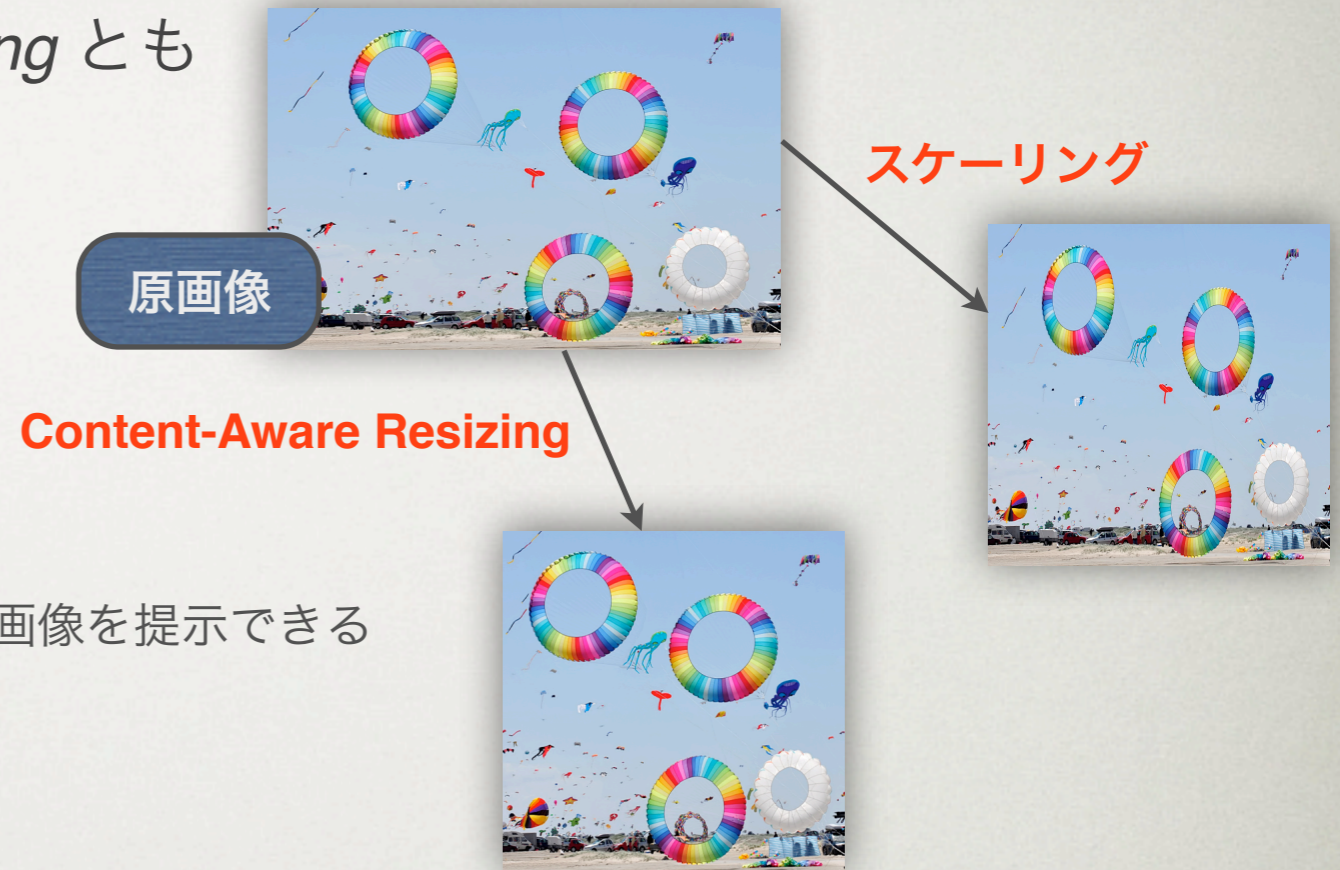 ng とも
スケーリング
原画像
Content-Aware Resizing
画像を提示できる